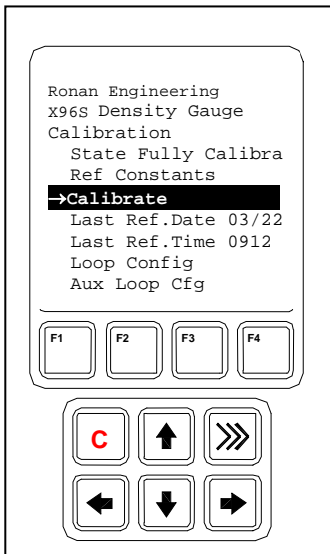 Ronan Engineering
X96S Density Gauge
Calibration
State Fully Calibra
Ref Constants
→Calibrate
Last Ref.Date 03/22
Last Ref.Time 0912
Loop Config
Aux Loop Cfg
F1 F2 F3 F4
C